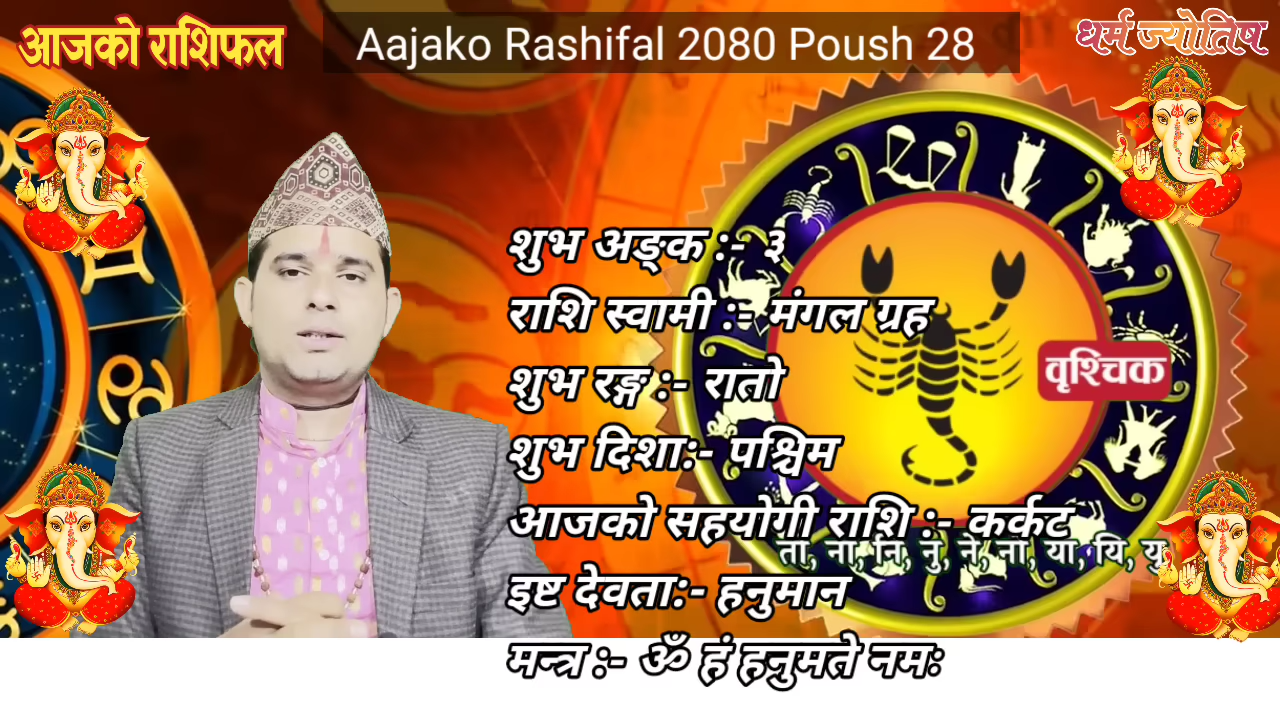 आजको राशिफल
Aajako Rashifal 2080 Poush 28
धर्म ज्योतिष
शुभ अङ्क :- ३
राशि स्वामी :- मंगल ग्रह
शुभ रङ्ग :- रातो
वृश्चिक
शुभ दिशा:- पश्चिम
आजको सहयोगी राशि :- कर्कट
तो, ना, नि, नु, ने, नो, या, यि, यु
इष्ट देवता:- हनुमान
मन्त्र :- ॐ हं हनुमते नमः